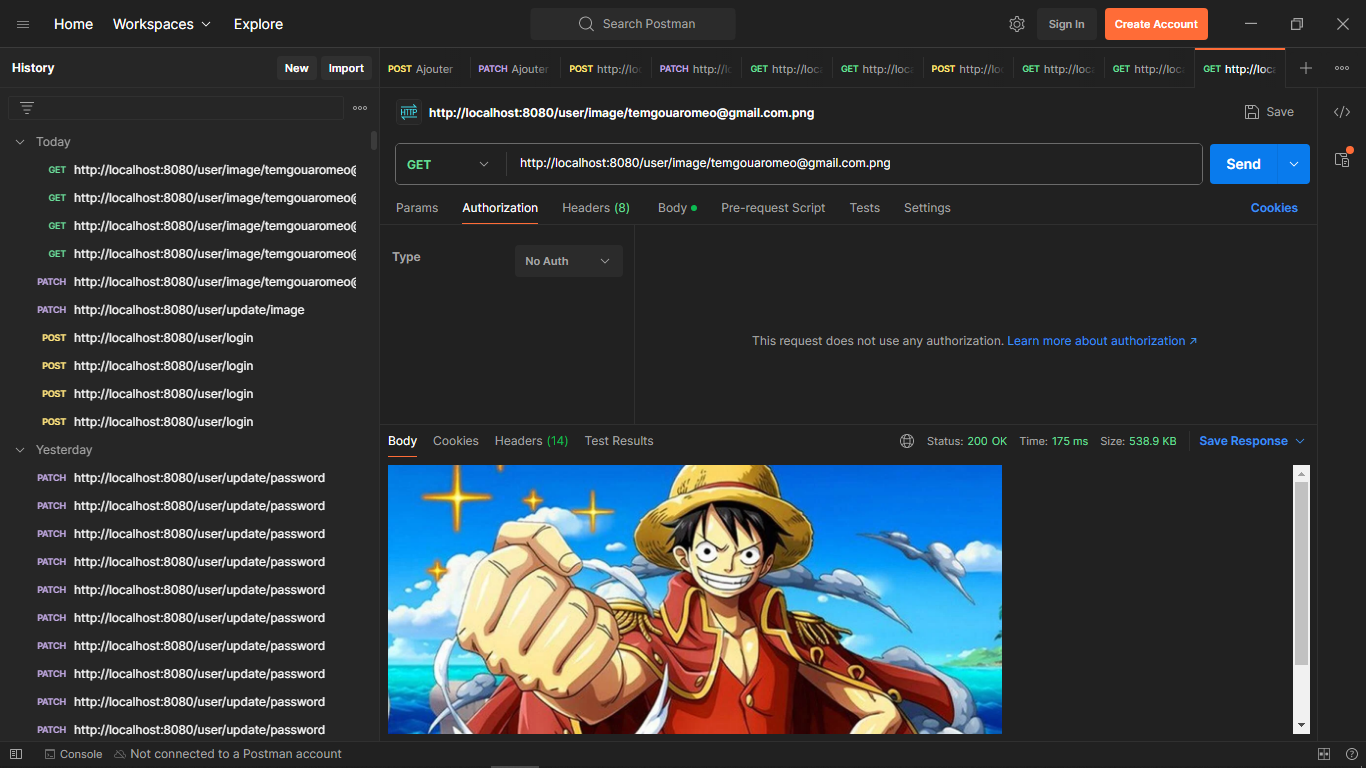 Home Workspaces Explore Search Postman Sign In Create Account
History New Import
POST Ajouter PATCH Ajouter POST http://loc PATCH http://lo GET http://loca GET http://loca POST http://loc GET http://loca GET http://loca GET http://loca
HTTP http://localhost:8080/user/image/temgouaromeo@gmail.com.png Save
GET http://localhost:8080/user/image/temgouaromeo@gmail.com.png Send
Params Authorization Headers (8) Body Pre-request Script Tests Settings Cookies
Type No Auth
This request does not use any authorization. Learn more about authorization
Today
GET http://localhost:8080/user/image/temgouaromeo@
GET http://localhost:8080/user/image/temgouaromeo@
GET http://localhost:8080/user/image/temgouaromeo@
GET http://localhost:8080/user/image/temgouaromeo@
PATCH http://localhost:8080/user/image/temgouaromeo@
PATCH http://localhost:8080/user/update/image
POST http://localhost:8080/user/login
POST http://localhost:8080/user/login
POST http://localhost:8080/user/login
POST http://localhost:8080/user/login
Yesterday
PATCH http://localhost:8080/user/update/password
PATCH http://localhost:8080/user/update/password
PATCH http://localhost:8080/user/update/password
PATCH http://localhost:8080/user/update/password
PATCH http://localhost:8080/user/update/password
PATCH http://localhost:8080/user/update/password
PATCH http://localhost:8080/user/update/password
PATCH http://localhost:8080/user/update/password
PATCH http://localhost:8080/user/update/password
PATCH http://localhost:8080/user/update/password
Body Cookies Headers (14) Test Results Status: 200 OK Time: 175 ms Size: 538.9 KB Save Response
Console Not connected to a Postman account